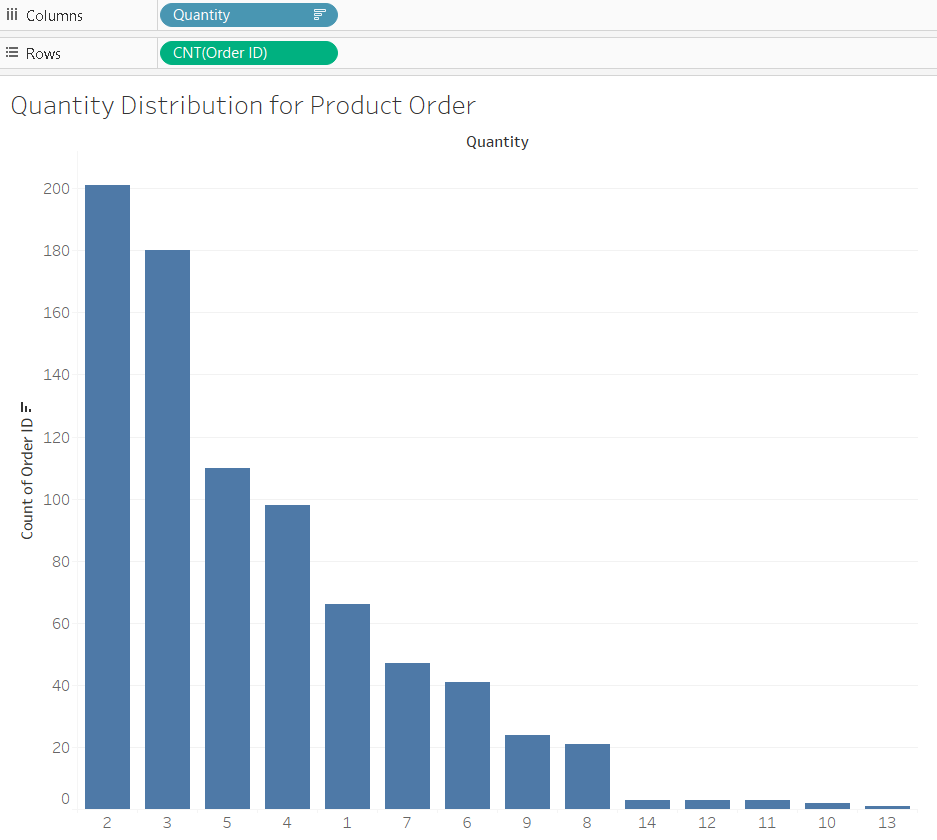 Columns
Quantity
Rows
CNT(Order ID)
Quantity Distribution for Product Order
Quantity
200
180
160
140
120
100
80
60
40
20
0
Count of Order ID
2 3 5 4 1 7 6 9 8 14 12 11 10 13